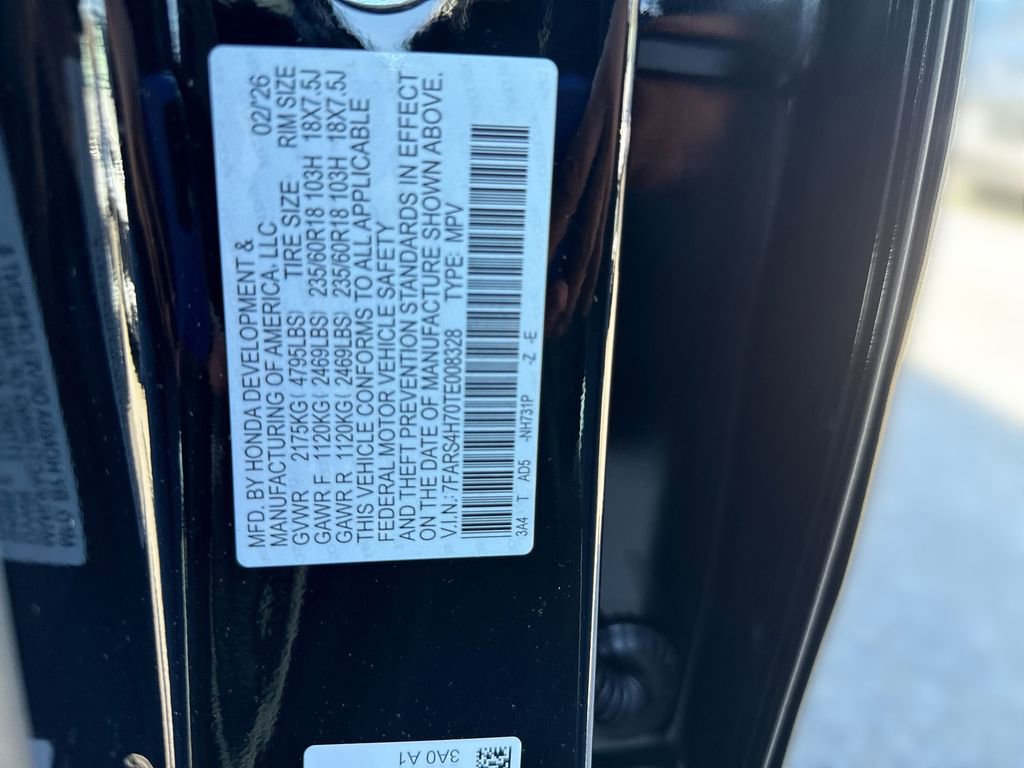 MFD. BY HONDA DEVELOPMENT &
MANUFACTURING OF AMERICA, LLC 02/'26
GVWR 2175KG( 4795LBS) TIRE SIZE RIM SIZE
GAWR F 1120KG( 2469LBS) 235/60R18 103H 18X7.5J
GAWR R 1120KG( 2469LBS) 235/60R18 103H 18X7.5J
THIS VEHICLE CONFORMS TO ALL APPLICABLE
FEDERAL MOTOR VEHICLE SAFETY
AND THEFT PREVENTION STANDARDS IN EFFECT
ON THE DATE OF MANUFACTURE SHOWN ABOVE.
V.I.N.: 7FARS4H70TE008328 TYPE: MPV
3A4 T AD5 -NH731P -Z -E
3A0 A1